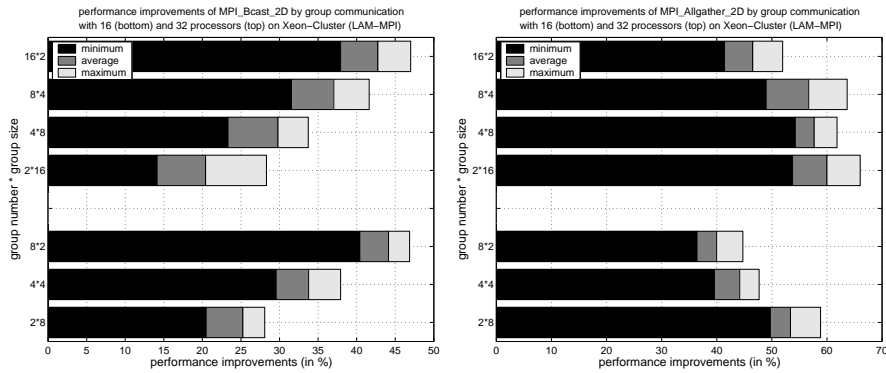 performance improvements of MPI_Bcast_2D by group communication
with 16 (bottom) and 32 processors (top) on Xeon−Cluster (LAM−MPI)
minimum
average
maximum
16*2
8*4
4*8
2*16
8*2
4*4
2*8
group number * group size
0 5 10 15 20 25 30 35 40 45 50
performance improvements (in %)
performance improvements of MPI_Allgather_2D by group communication
with 16 (bottom) and 32 processors (top) on Xeon−Cluster (LAM−MPI)
minimum
average
maximum
16*2
8*4
4*8
2*16
8*2
4*4
2*8
group number * group size
0 10 20 30 40 50 60 70
performance improvements (in %)